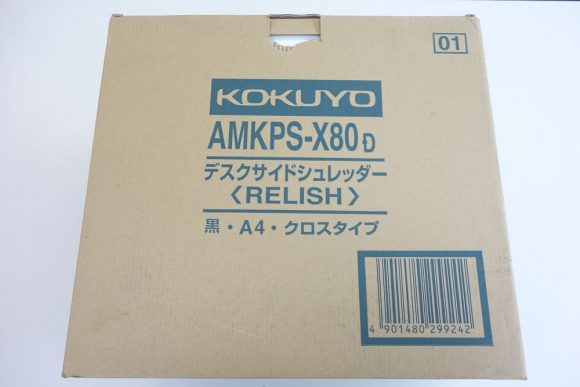 01
KOKUYO
AMKPS-X80 D
デスクサイドシュレッダー
〈RELISH〉
黒・A4・クロスタイプ
4 901480 299242